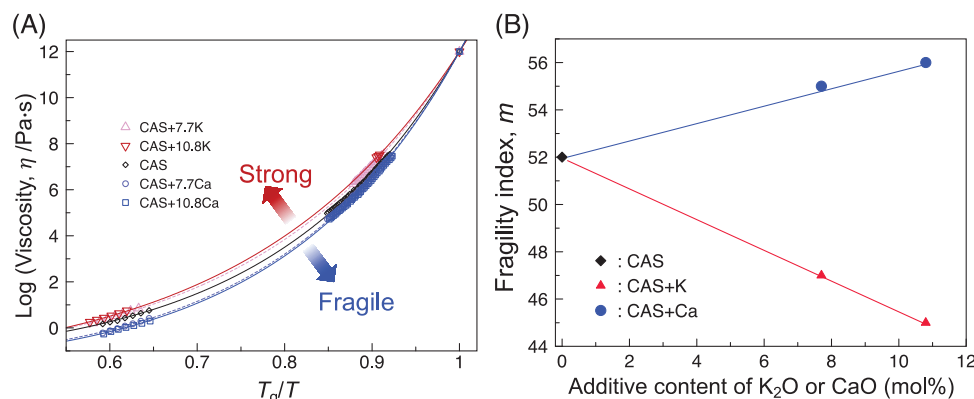 (A)
Log (Viscosity, η /Pa·s)
12
10
8
6
4
2
0
CAS+7.7K
CAS+10.8K
CAS
CAS+7.7Ca
CAS+10.8Ca
Strong
Fragile
0.6
0.7
0.8
0.9
1
Tg/T
(B)
Fragility index, m
56
54
52
50
48
46
44
: CAS
: CAS+K
: CAS+Ca
0
2
4
6
8
10
12
Additive content of K₂O or CaO (mol%)